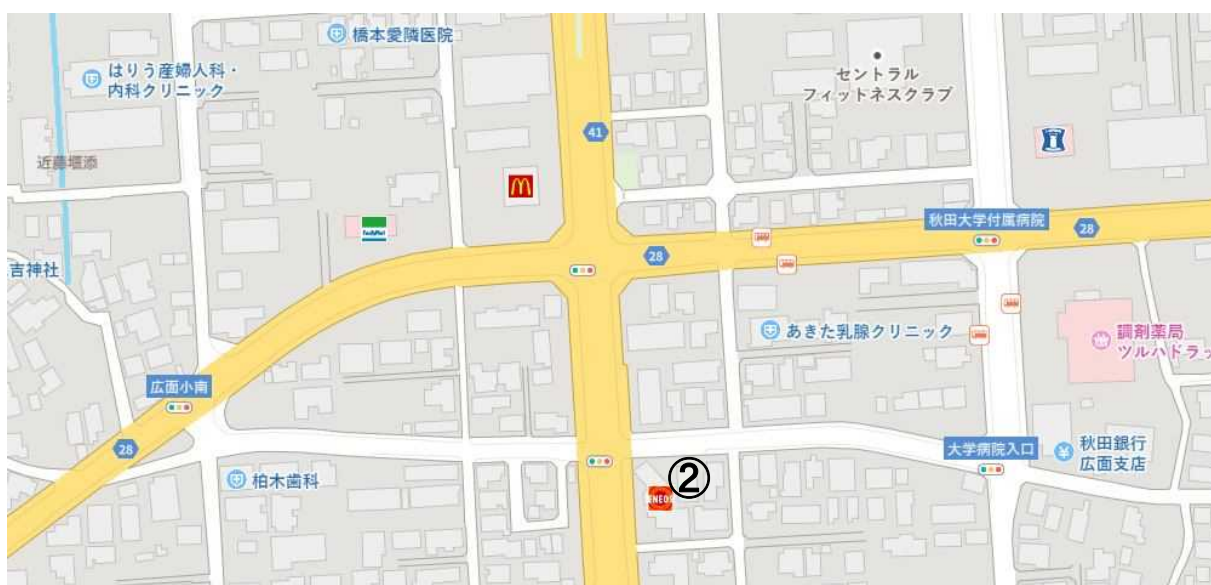 橋本愛隣医院
はりう産婦人科・
内科クリニック
セントラル
フィットネスクラブ
41
近藤堰添
FamilyMart
秋田大学付属病院
28
28
吉神社
あきた乳腺クリニック
調剤薬局
ツルハドラッ
広面小南
28
大学病院入口
秋田銀行
広面支店
柏木歯科
②
ENEOS